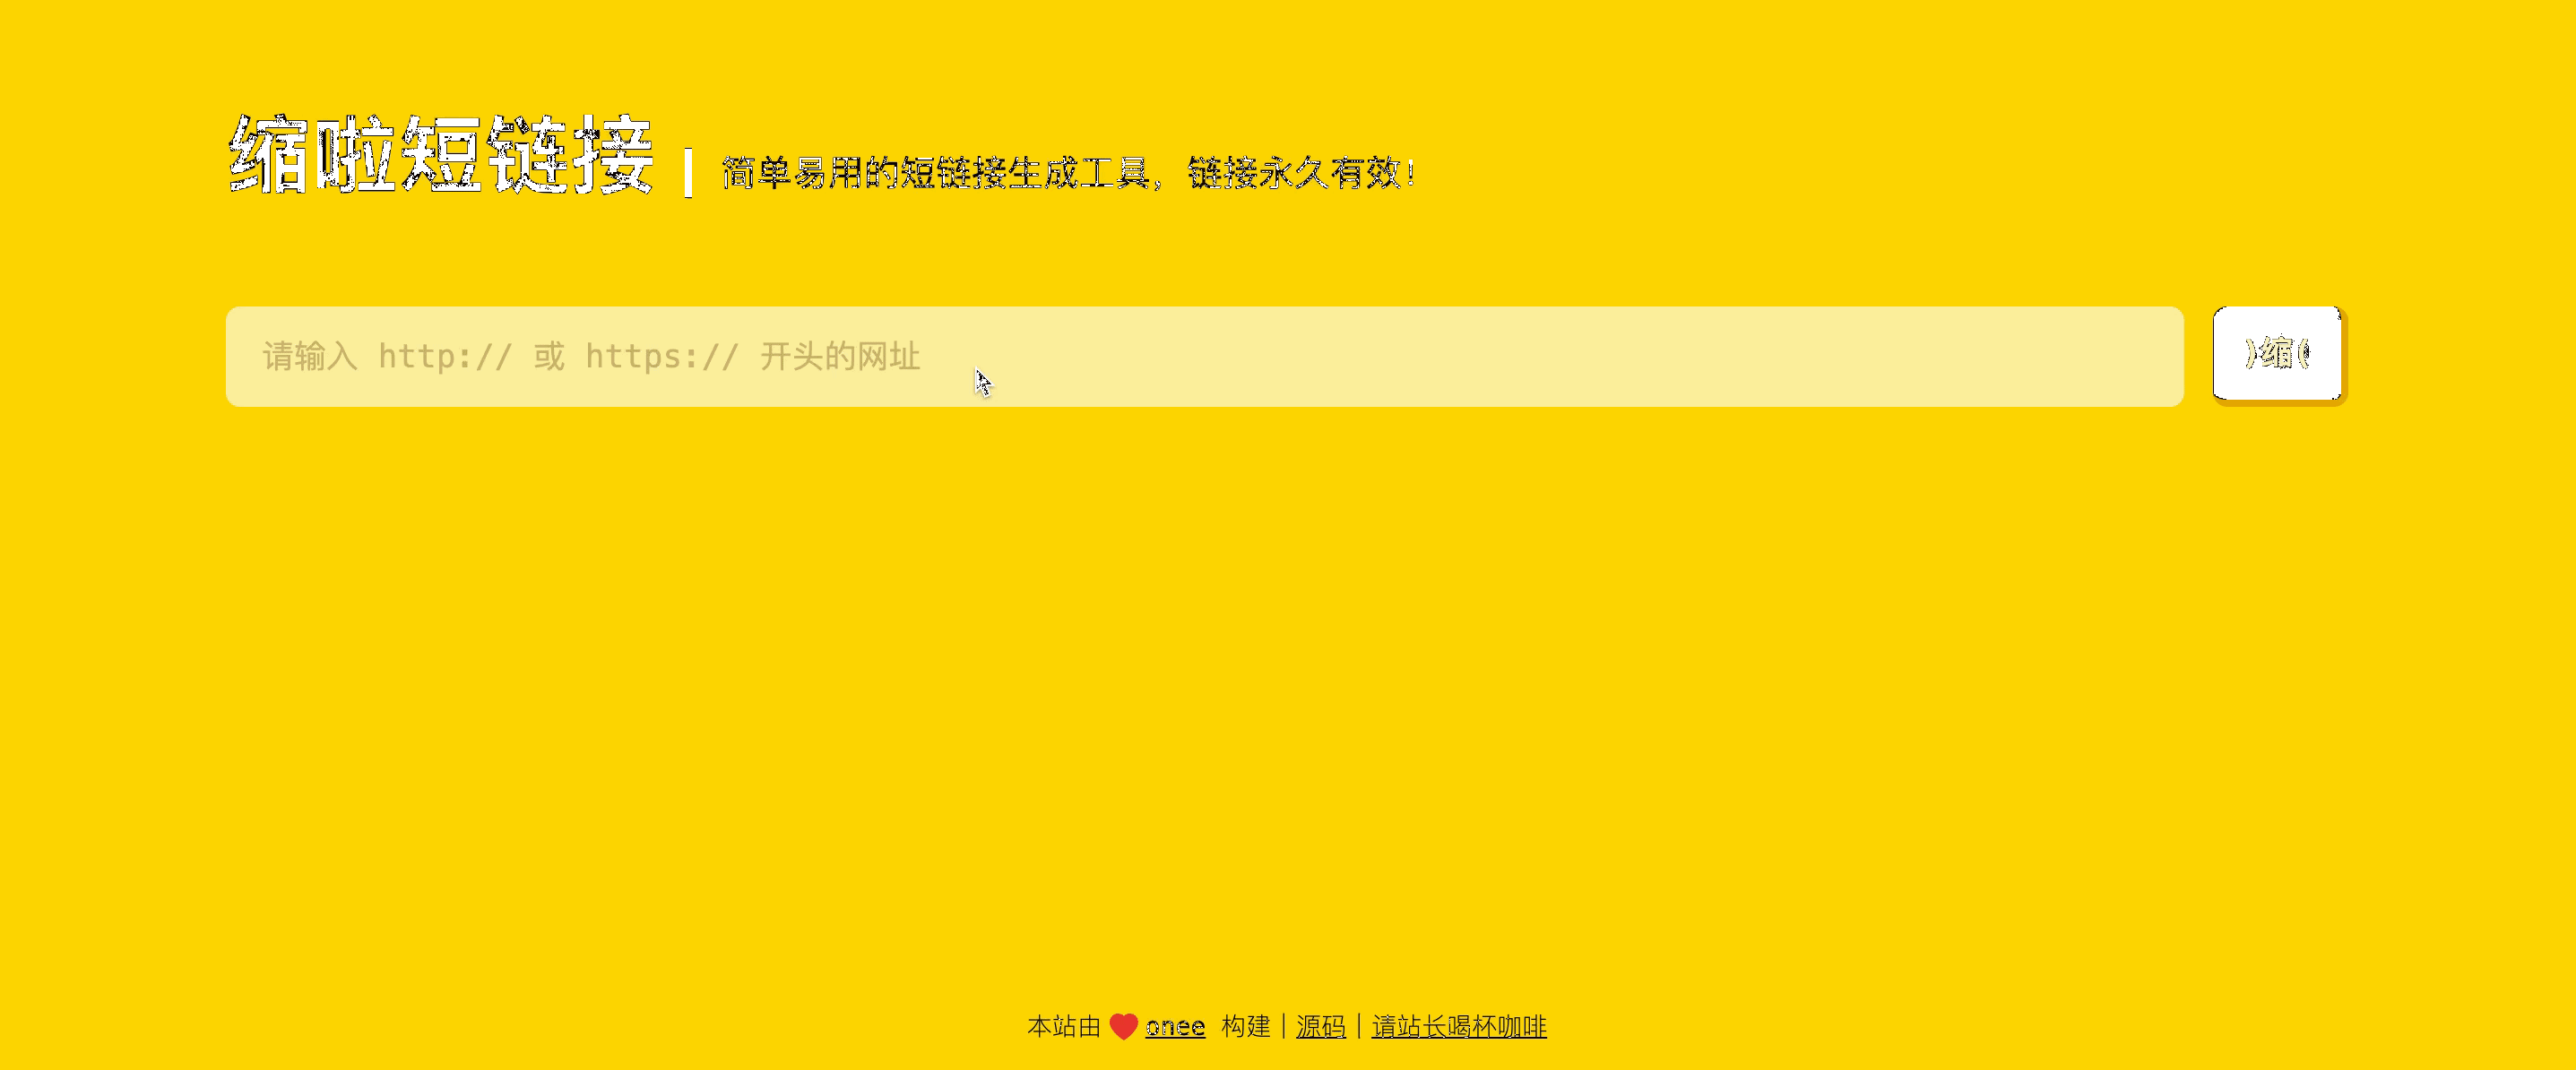 缩啦短链接 | 简单易用的短链接生成工具，链接永久有效！
请输入 http:// 或 https:// 开头的网址
)缩(
本站由 ❤️ onee 构建 | 源码 | 请站长喝杯咖啡